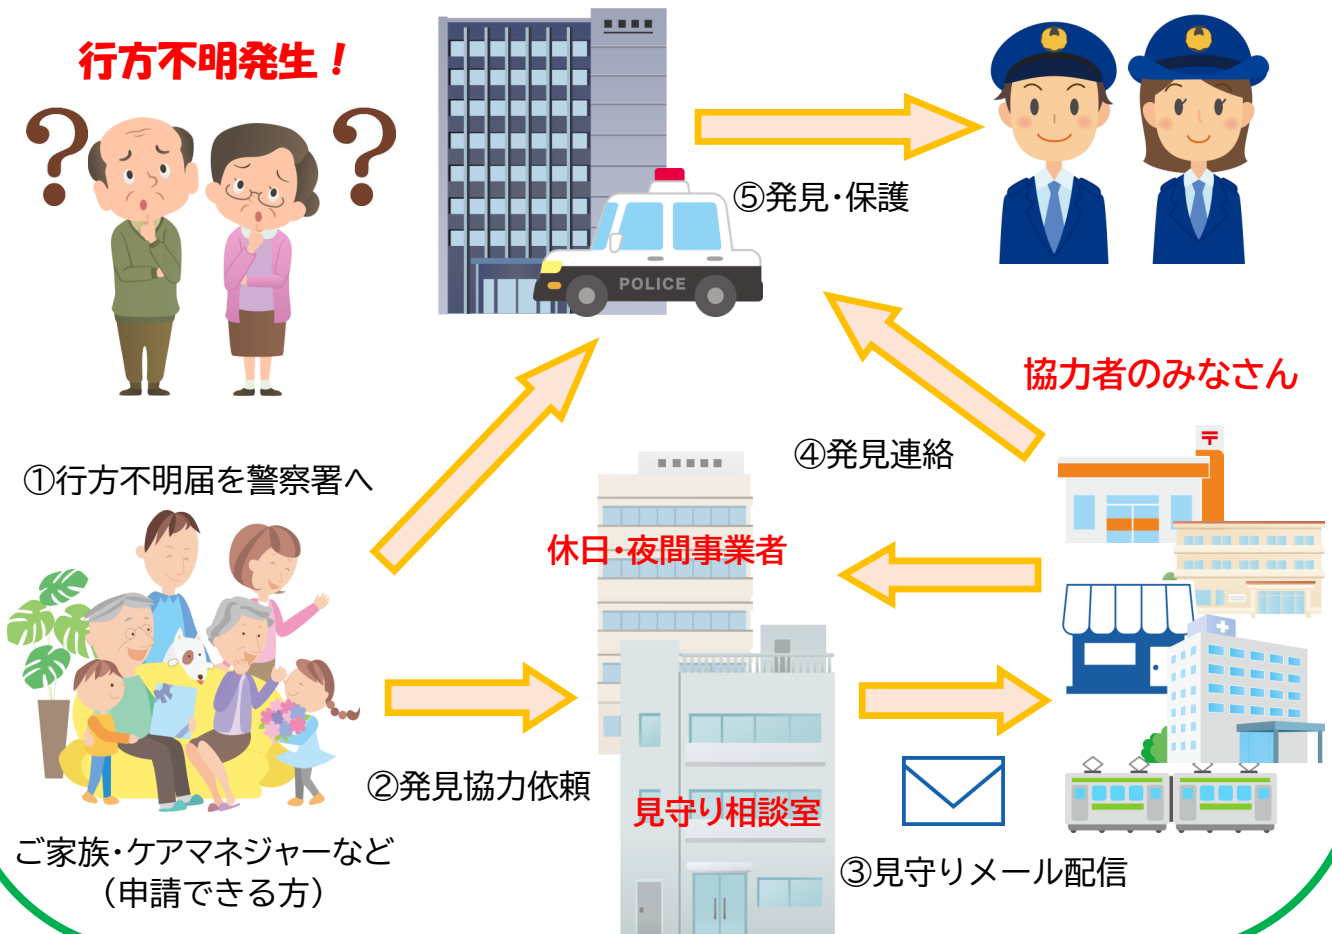 行方不明発生！
？
？
POLICE
⑤発見・保護
協力者のみなさん
〒
④発見連絡
①行方不明届を警察署へ
休日・夜間事業者
②発見協力依頼
見守り相談室
③見守りメール配信
ご家族・ケアマネジャーなど
（申請できる方）